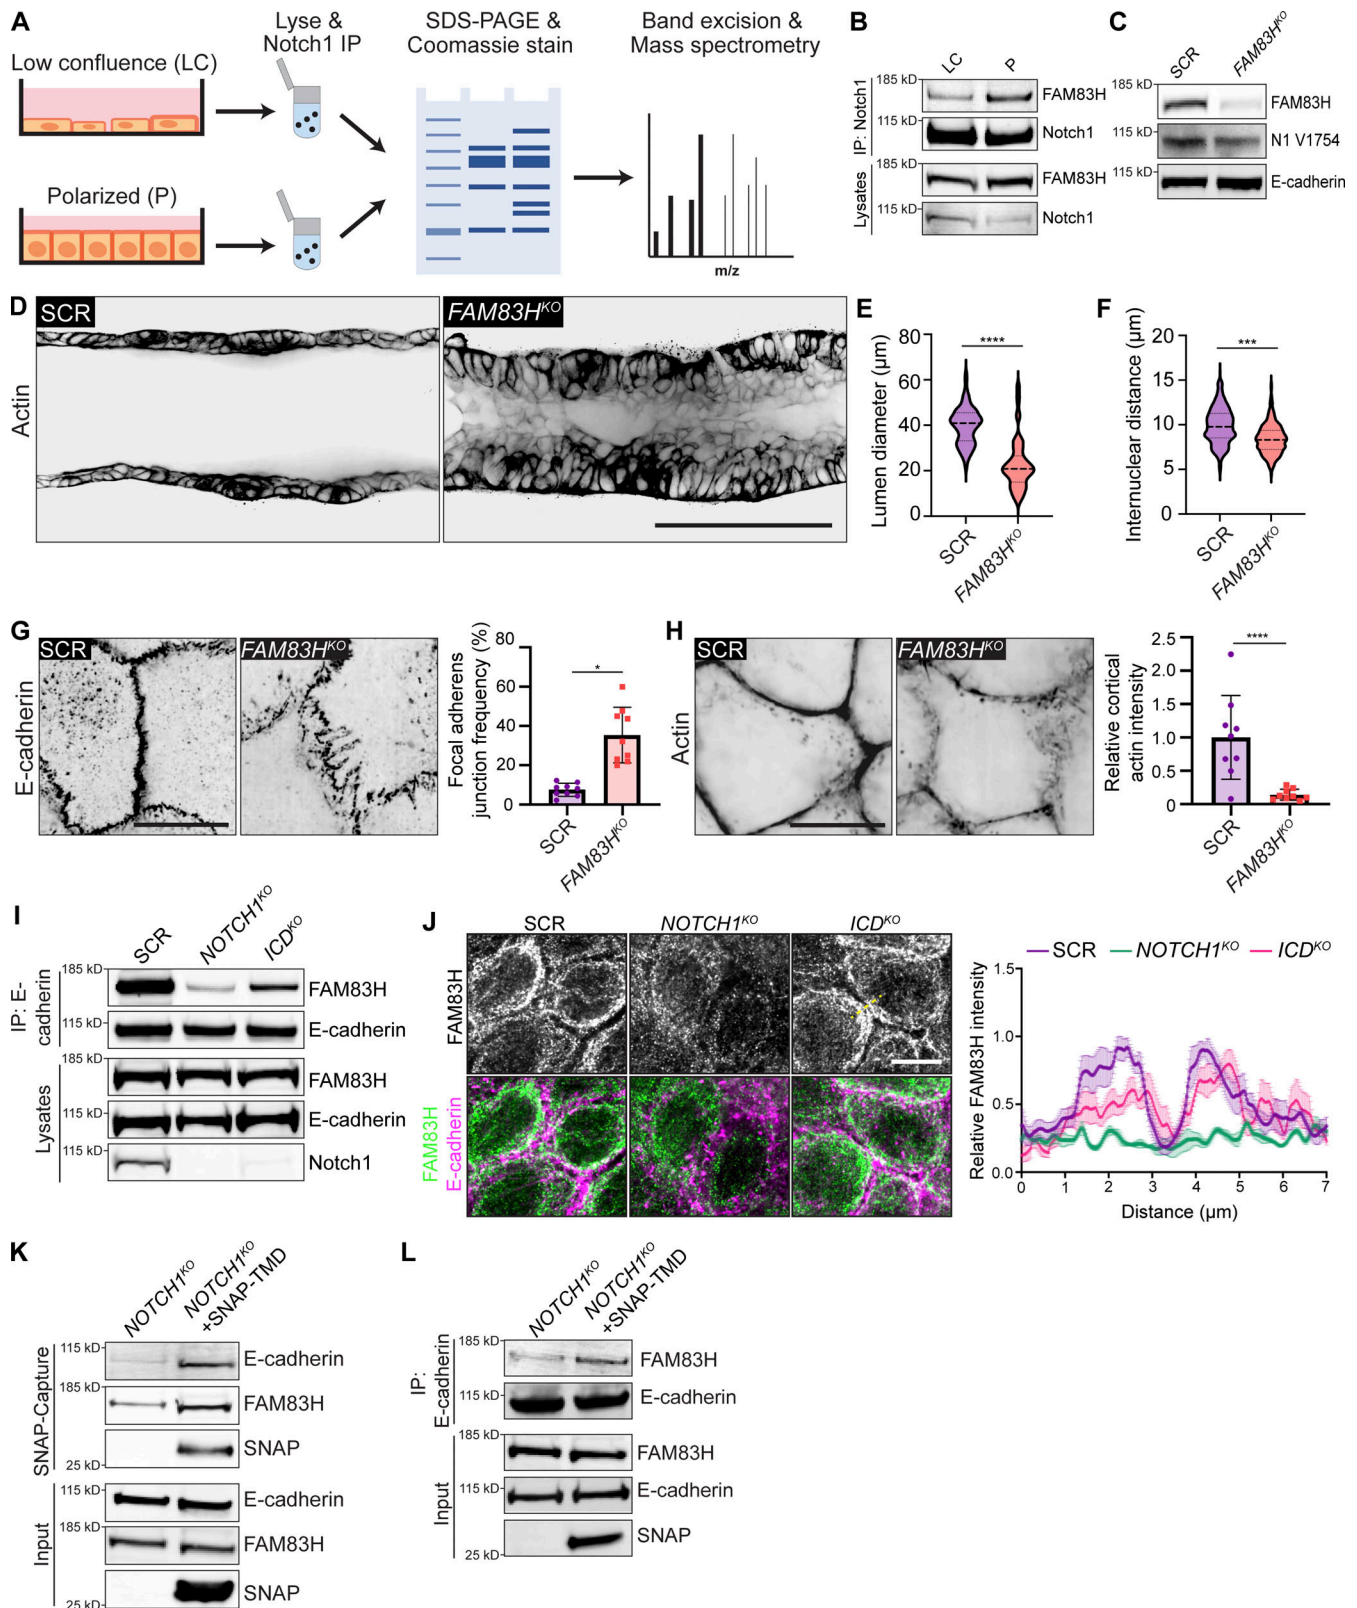 A
Lyse &
Notch1 IP
SDS-PAGE &
Coomassie stain
Band excision &
Mass spectrometry
Low confluence (LC)
Polarized (P)
m/z
B
LC
P
IP: Notch1
185 kD
FAM83H
115 kD
Notch1
Lysates
185 kD
FAM83H
115 kD
Notch1
C
SCR
FAM83H^KO
185 kD
FAM83H
115 kD
N1 V1754
115 kD
E-cadherin
D
SCR
FAM83H^KO
Actin
E
Lumen diameter (µm)
80
60
40
20
0
****
SCR
FAM83H^KO
F
Internuclear distance (µm)
20
15
10
5
0
***
SCR
FAM83H^KO
G
E-cadherin
SCR
FAM83H^KO
Focal adherens
junction frequency (%)
80
60
40
20
0
*
SCR
FAM83H^KO
H
Actin
SCR
FAM83H^KO
Relative cortical
actin intensity
2.5
2.0
1.5
1.0
0.5
0
****
SCR
FAM83H^KO
I
SCR
NOTCH1^KO
ICD^KO
IP: E-
cadherin
185 kD
FAM83H
115 kD
E-cadherin
Lysates
185 kD
FAM83H
115 kD
E-cadherin
115 kD
Notch1
J
SCR
NOTCH1^KO
ICD^KO
FAM83H
FAM83H
E-cadherin
SCR
NOTCH1^KO
ICD^KO
Relative FAM83H intensity
1.5
1.0
0.5
0.0
0
1
2
3
4
5
6
7
Distance (µm)
K
NOTCH1^KO
NOTCH1^KO
+SNAP-TMD
SNAP-Capture
115 kD
E-cadherin
185 kD
FAM83H
25 kD
SNAP
Input
115 kD
E-cadherin
185 kD
FAM83H
25 kD
SNAP
L
NOTCH1^KO
NOTCH1^KO
+SNAP-TMD
IP:
E-cadherin
185 kD
FAM83H
115 kD
E-cadherin
Input
185 kD
FAM83H
115 kD
E-cadherin
25 kD
SNAP